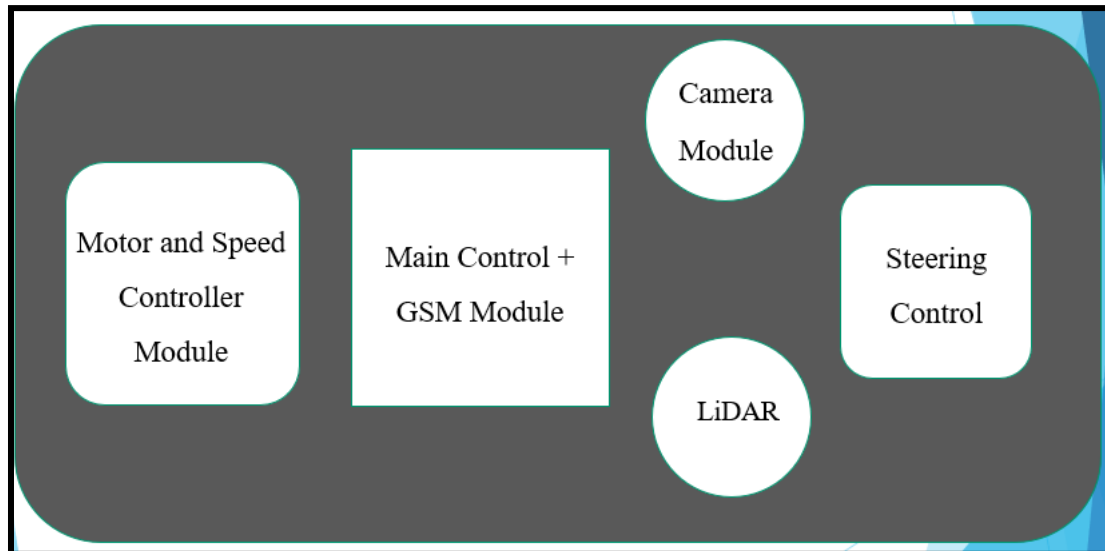 Motor and Speed
Controller
Module
Main Control +
GSM Module
Camera
Module
LiDAR
Steering
Control